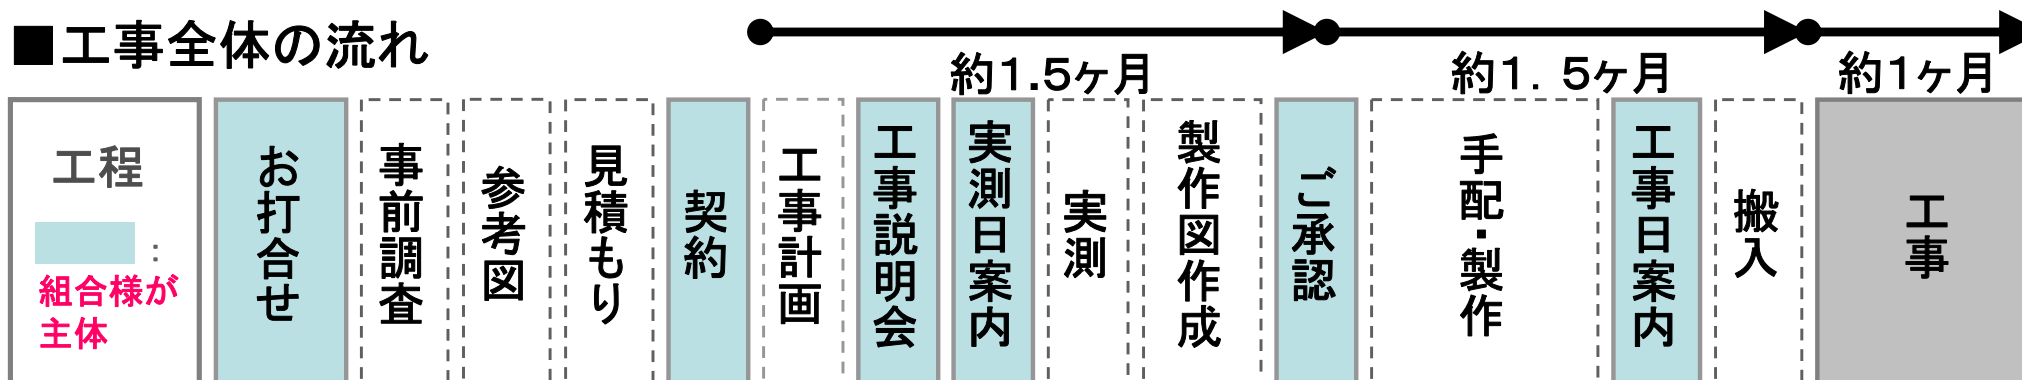 ■工事全体の流れ
約1.5ヶ月
約1．5ヶ月
約1ヶ月
工程
：
組合様が
主体
お打合せ
事前調査
参考図
見積もり
契約
工事計画
工事説明会
実測日案内
実測
製作図作成
ご承認
手配・製作
工事日案内
搬入
工事